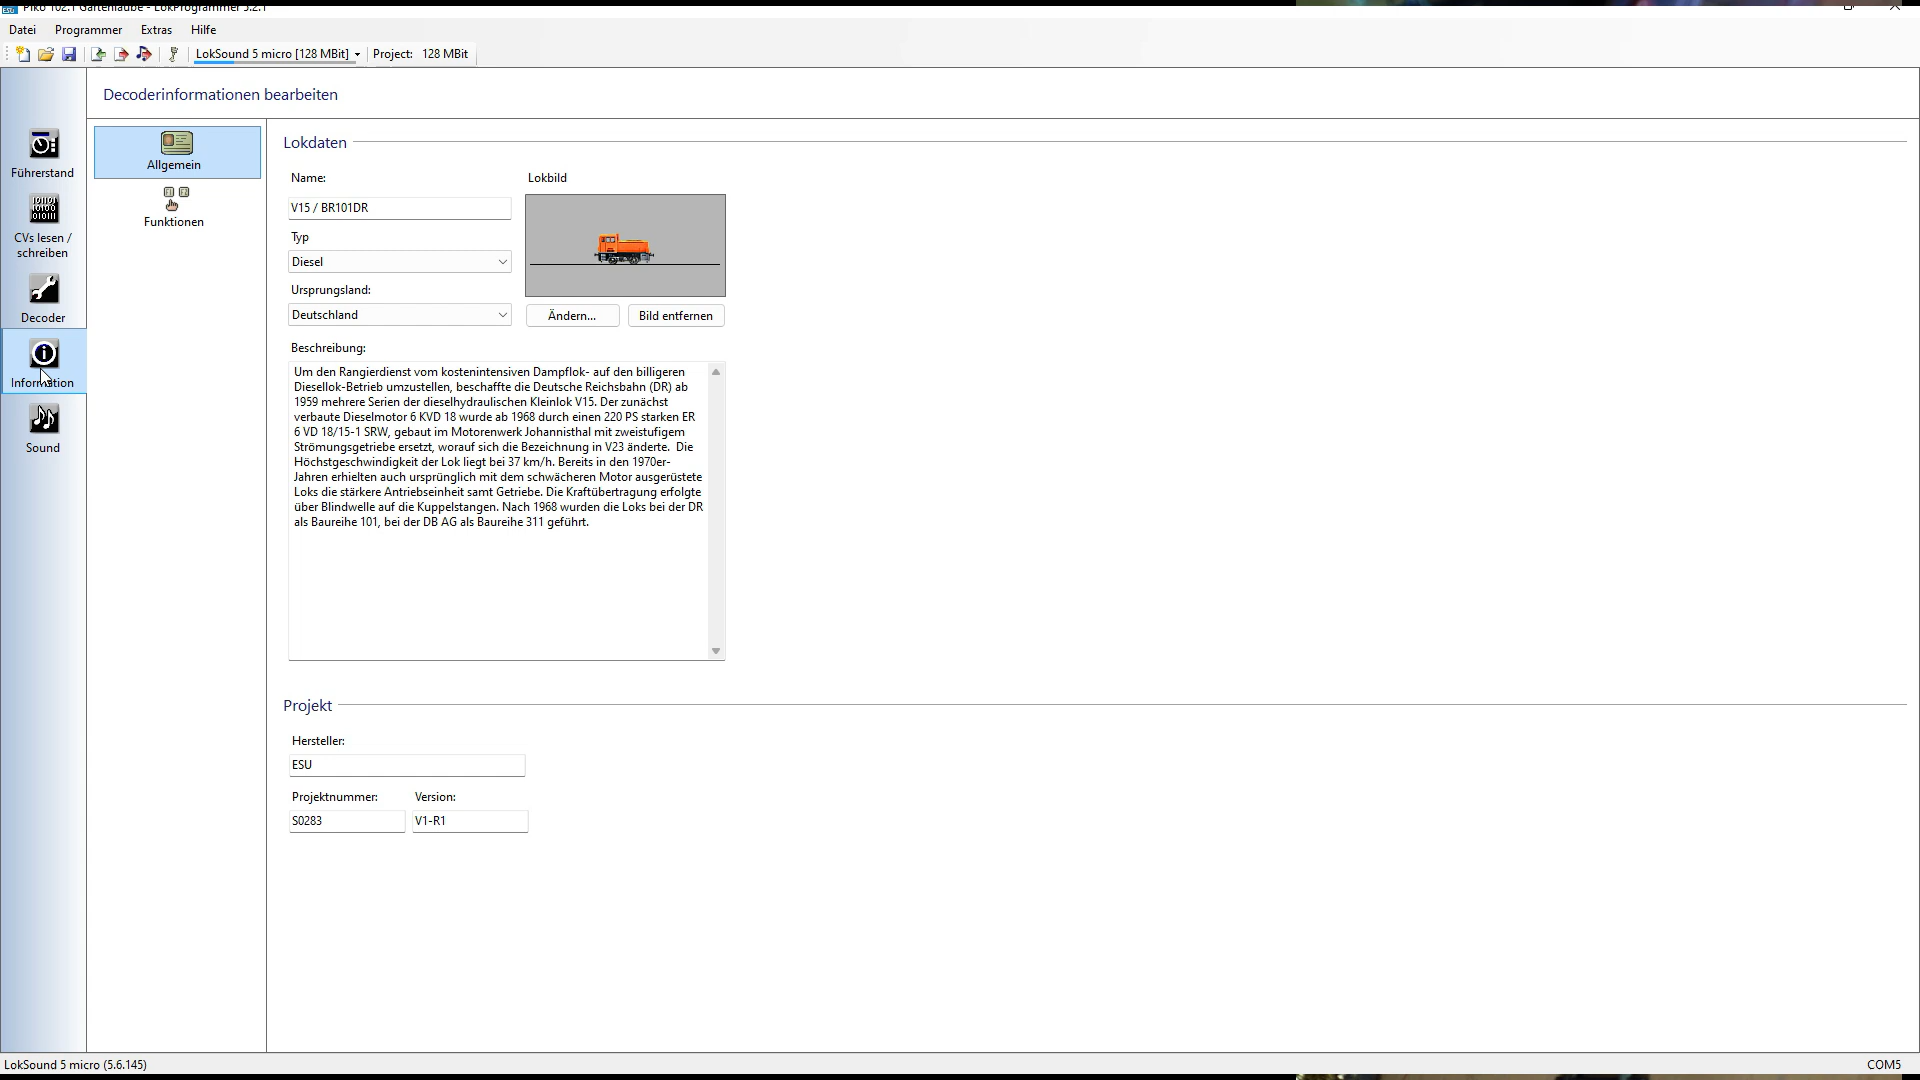 Piko 102.1 Gartenlaube - LokProgrammer 5.2.1
Datei Programmer Extras Hilfe
LokSound 5 micro [128 MBit] Project: 128 MBit
Decoderinformationen bearbeiten
Führerstand
CVs lesen /
schreiben
Decoder
Information
Sound
Allgemein
Funktionen
Lokdaten
Name:
V15 / BR101DR
Typ
Diesel
Ursprungsland:
Deutschland
Lokbild
Ändern...
Bild entfernen
Beschreibung:
Um den Rangierdienst vom kostenintensiven Dampflok- auf den billigeren
Diesellok-Betrieb umzustellen, beschaffte die Deutsche Reichsbahn (DR) ab
1959 mehrere Serien der dieselhydraulischen Kleinlok V15. Der zunächst
verbaute Dieselmotor 6 KVD 18 wurde ab 1968 durch einen 220 PS starken ER
6 VD 18/15-1 SRW, gebaut im Motorenwerk Johannisthal mit zweistufigem
Strömungsgetriebe ersetzt, worauf sich die Bezeichnung in V23 änderte.  Die
Höchstgeschwindigkeit der Lok liegt bei 37 km/h. Bereits in den 1970er-
Jahren erhielten auch ursprünglich mit dem schwächeren Motor ausgerüstete
Loks die stärkere Antriebseinheit samt Getriebe. Die Kraftübertragung erfolgte
über Blindwelle auf die Kuppelstangen. Nach 1968 wurden die Loks bei der DR
als Baureihe 101, bei der DB AG als Baureihe 311 geführt.
Projekt
Hersteller:
ESU
Projektnummer: Version:
S0283 V1-R1
LokSound 5 micro (5.6.145)
COM5